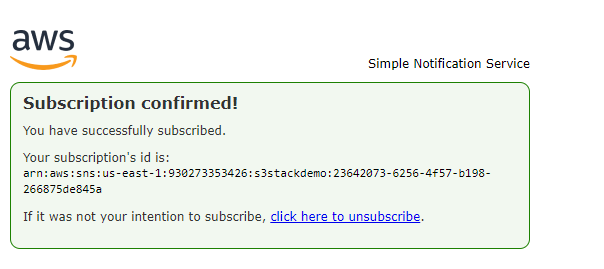 aws
Simple Notification Service
Subscription confirmed!
You have successfully subscribed.
Your subscription's id is:
arn:aws:sns:us-east-1:930273353426:s3stackdemo:23642073-6256-4f57-b198-
266875de845a
If it was not your intention to subscribe, click here to unsubscribe.